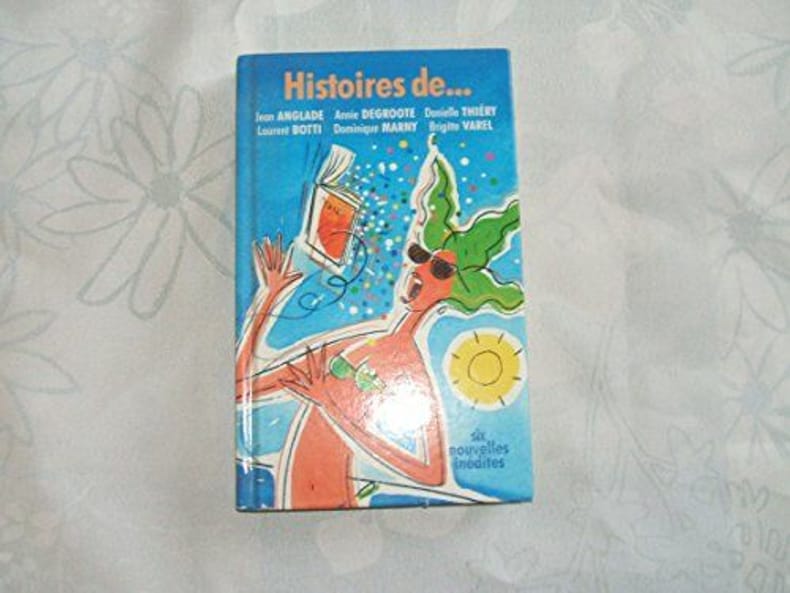 Histoires de...
Jean ANGLADE Annie DEGROOTE Danielle THIÉRY
Laurent BOTTI Dominique MARNY Brigitte VAREL
six
nouvelles
inédites